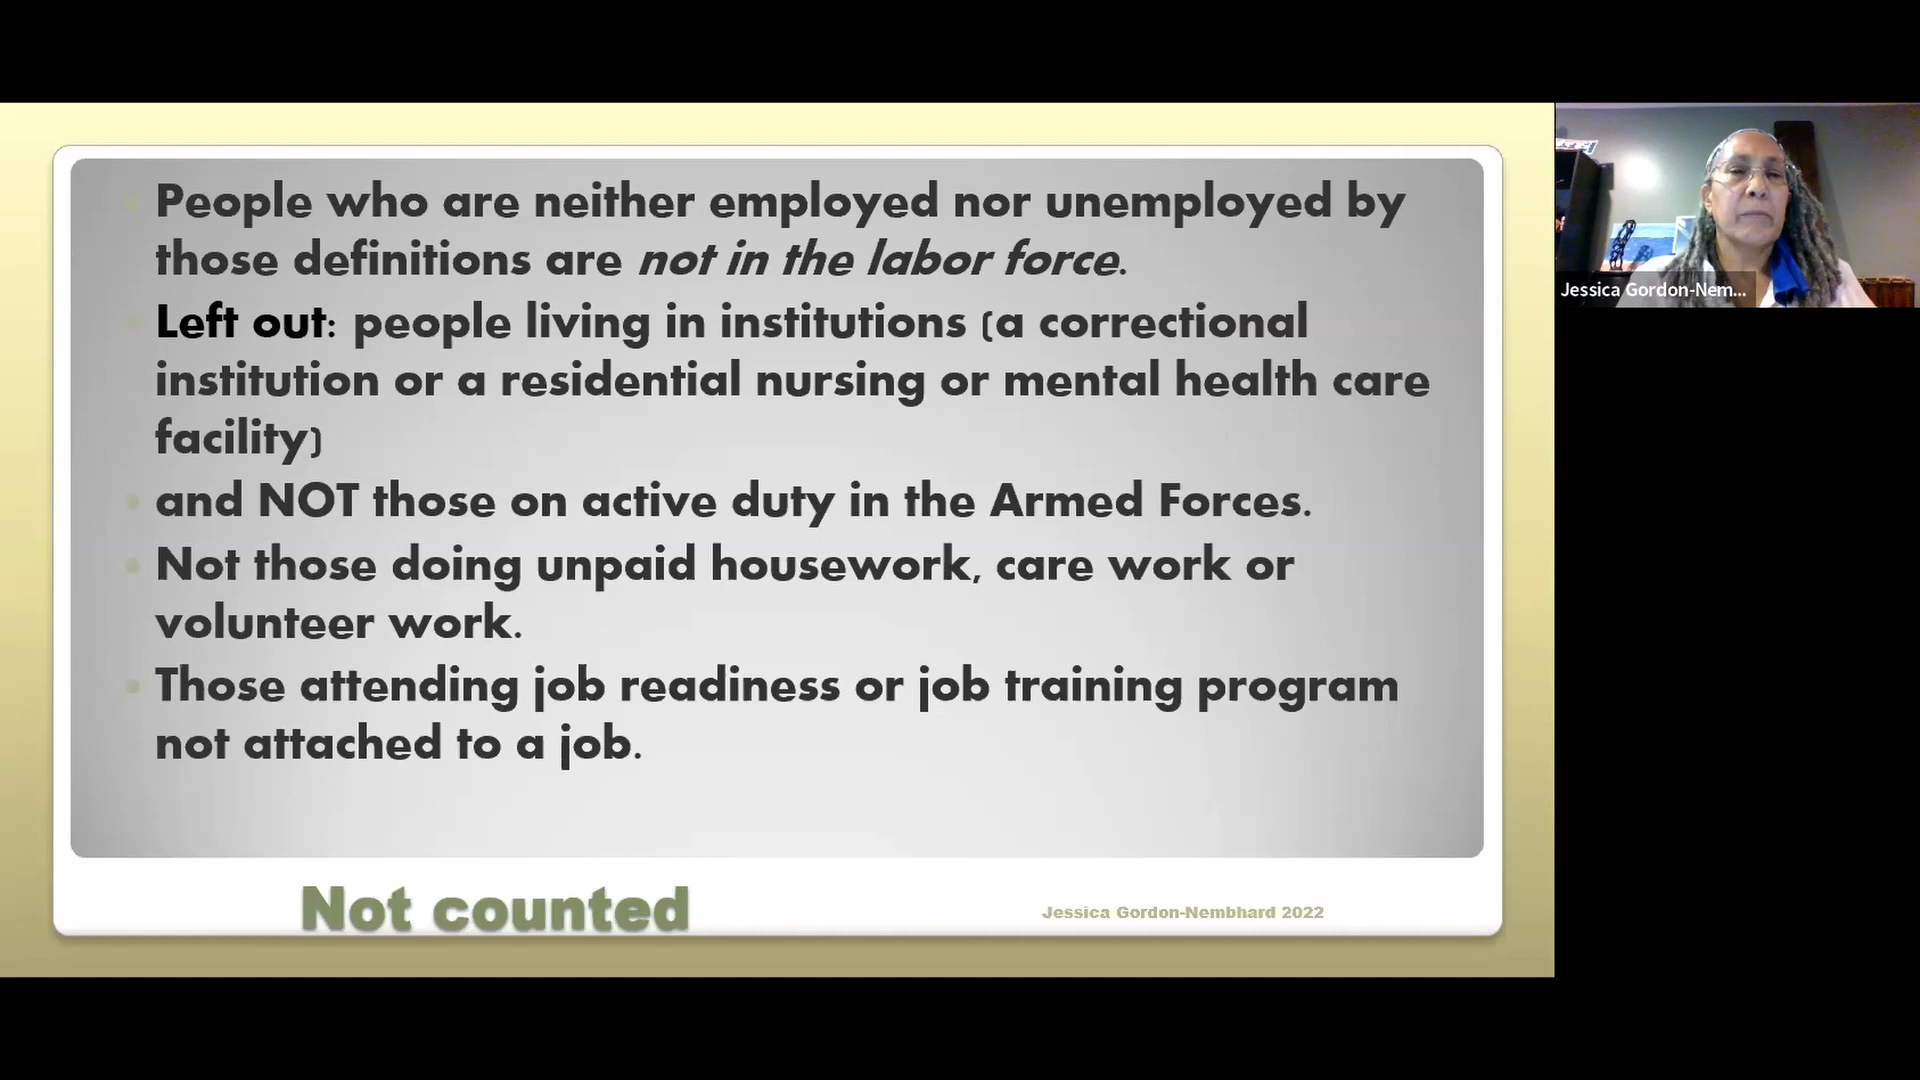 People who are neither employed nor unemployed by
those definitions are not in the labor force.
Left out: people living in institutions (a correctional
institution or a residential nursing or mental health care
facility)
and NOT those on active duty in the Armed Forces.
Not those doing unpaid housework, care work or
volunteer work.
Those attending job readiness or job training program
not attached to a job.
Not counted
Jessica Gordon-Nembhard 2022
Jessica Gordon-Nem...